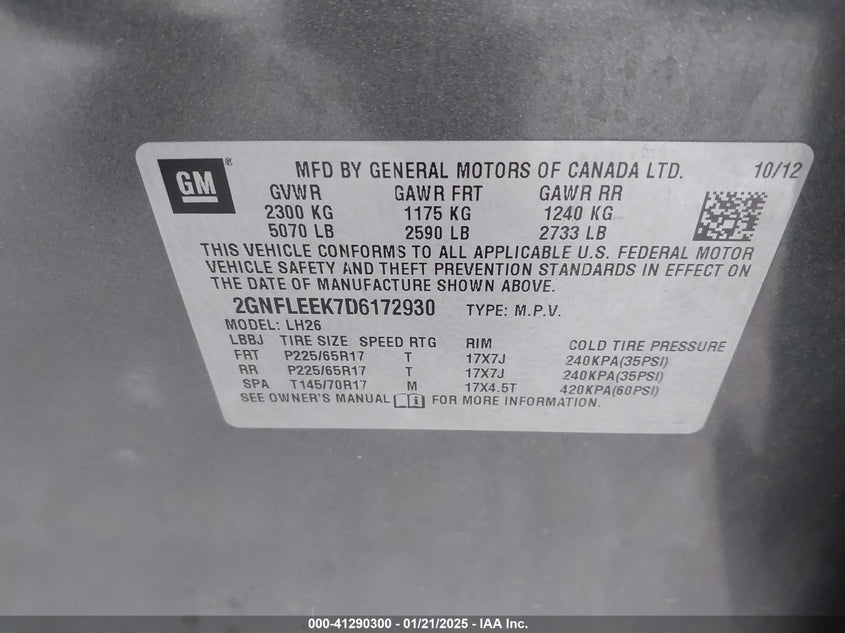 GM® MFD BY GENERAL MOTORS OF CANADA LTD. 10/12
GVWR GAWR FRT GAWR RR
2300 KG 1175 KG 1240 KG
5070 LB 2590 LB 2733 LB
THIS VEHICLE CONFORMS TO ALL APPLICABLE U.S. FEDERAL MOTOR
VEHICLE SAFETY AND THEFT PREVENTION STANDARDS IN EFFECT ON
THE DATE OF MANUFACTURE SHOWN ABOVE.
2GNFLEEK7D6172930 TYPE: M.P.V.
MODEL: LH26
LBBJ TIRE SIZE SPEED RTG RIM COLD TIRE PRESSURE
FRT P225/65R17 T 17X7J 240KPA(35PSI)
RR P225/65R17 T 17X7J 240KPA(35PSI)
SPA T145/70R17 M 17X4.5T 420KPA(60PSI)
SEE OWNER'S MANUAL FOR MORE INFORMATION.
000-41290300 - 01/21/2025 - IAA Inc.